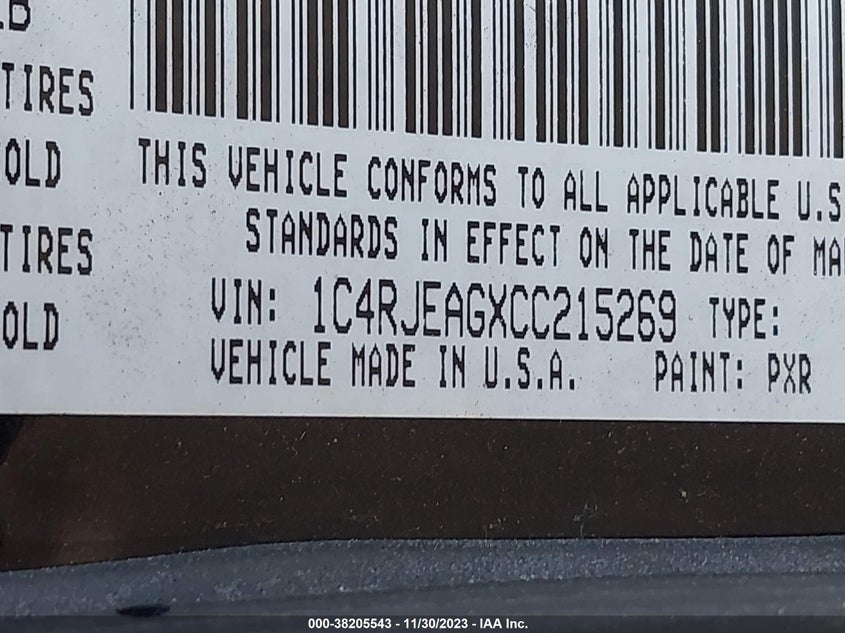 TIRES
OLD
TIRES
OLD
THIS VEHICLE CONFORMS TO ALL APPLICABLE U.S
STANDARDS IN EFFECT ON THE DATE OF MA
VIN: 1C4RJEAGXCC215269 TYPE:
VEHICLE MADE IN U.S.A. PAINT: PXR
000-38205543 - 11/30/2023 - IAA Inc.